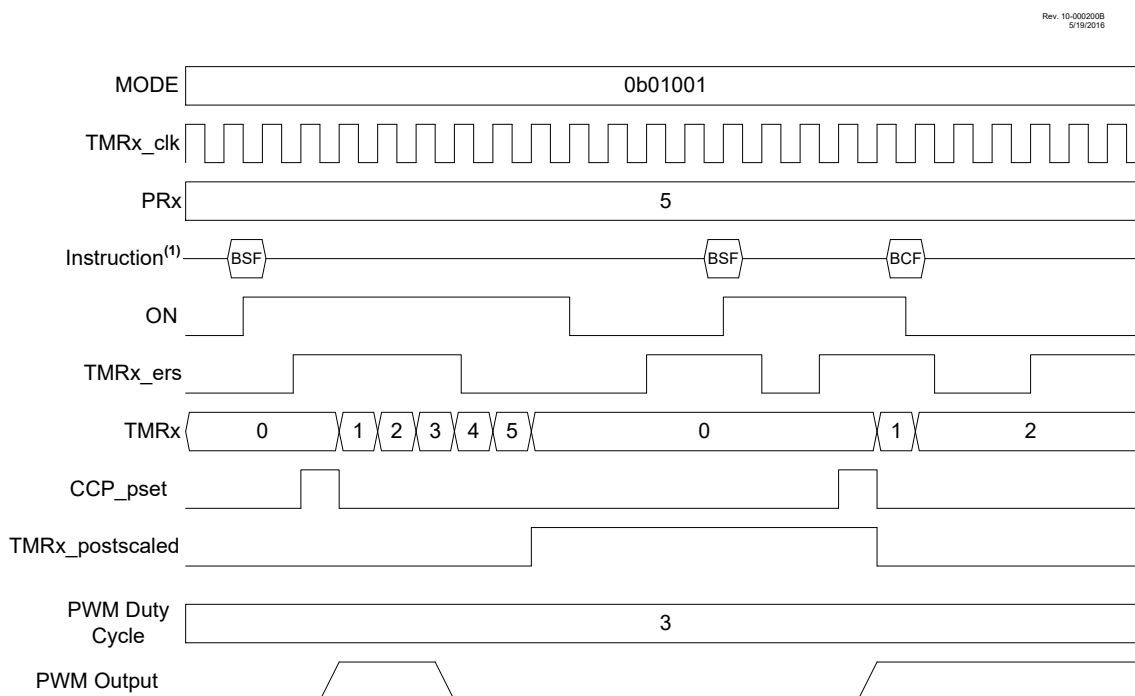 Rev. 10-000200B
5/19/2016
MODE 0b01001
TMRx_clk
PRx 5
Instruction(1) BSF BSF BCF
ON
TMRx_ers
TMRx 0 1 2 3 4 5 0 1 2
CCP_pset
TMRx_postscaled
PWM Duty
Cycle 3
PWM Output